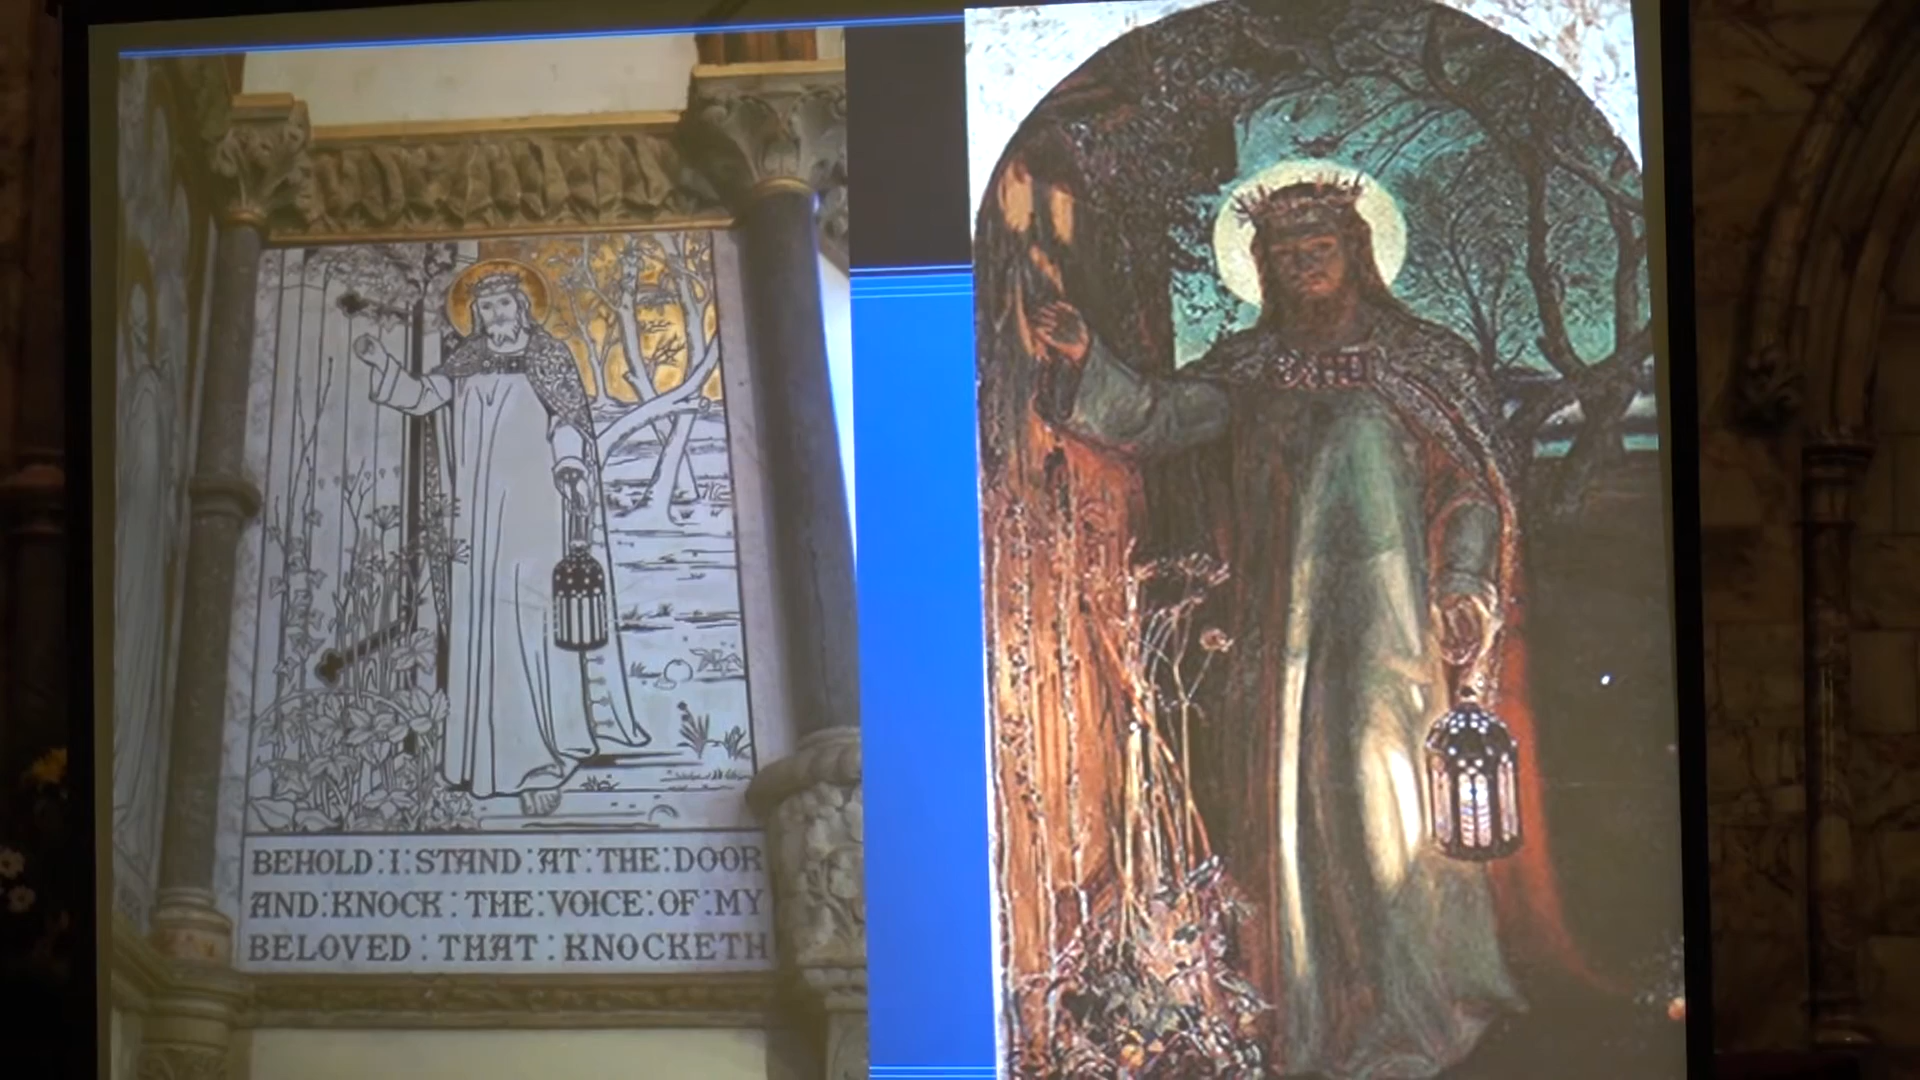 BEHOLD : I : STAND : AT : THE : DOOR
AND : KNOCK : THE : VOICE : OF : MY
BELOVED : THAT : KNOCKETH